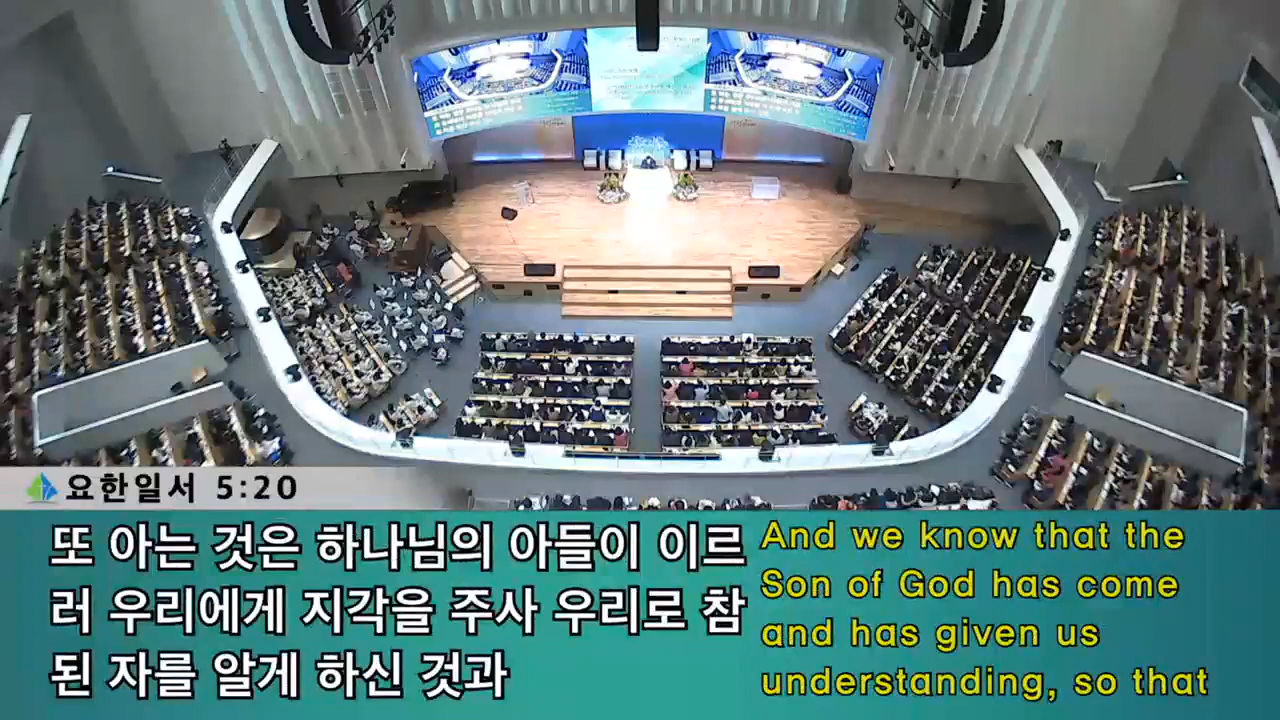 요한일서 5:20
또 아는 것은 하나님의 아들이 이르
러 우리에게 지각을 주사 우리로 참
된 자를 알게 하신 것과
And we know that the
Son of God has come
and has given us
understanding, so that